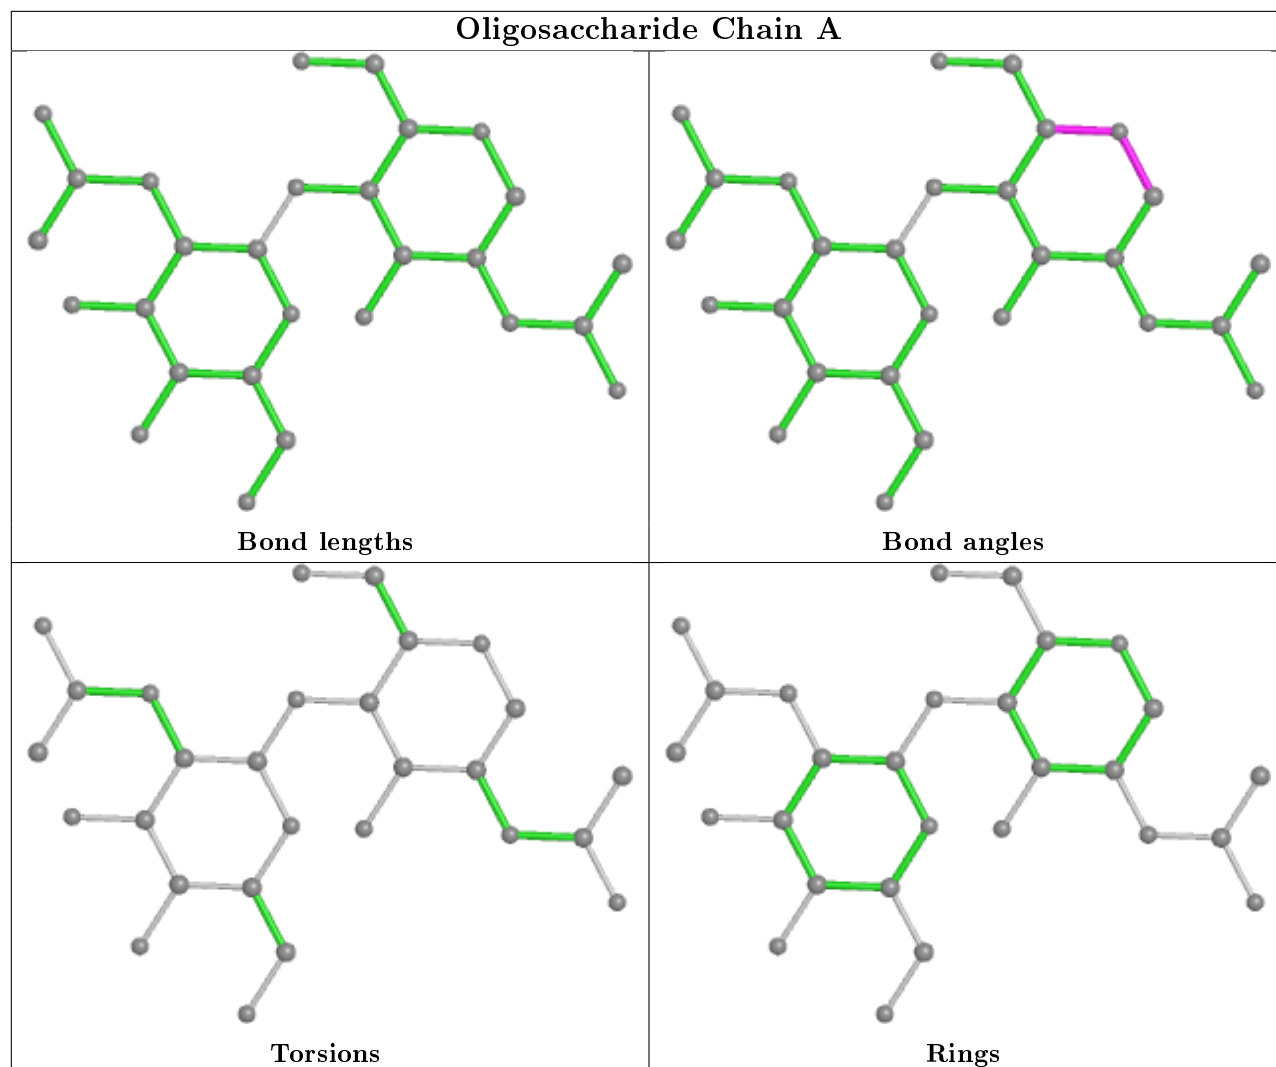 Oligosaccharide Chain A
Bond lengths
Bond angles
Torsions
Rings